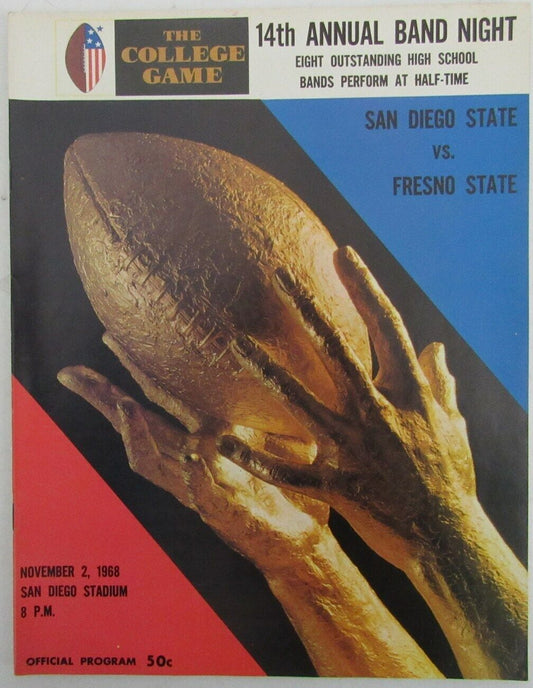 THE
COLLEGE
GAME
14th ANNUAL BAND NIGHT
EIGHT OUTSTANDING HIGH SCHOOL
BANDS PERFORM AT HALF-TIME
SAN DIEGO STATE
VS.
FRESNO STATE
NOVEMBER 2, 1968
SAN DIEGO STADIUM
8 P.M.
OFFICIAL PROGRAM 50c